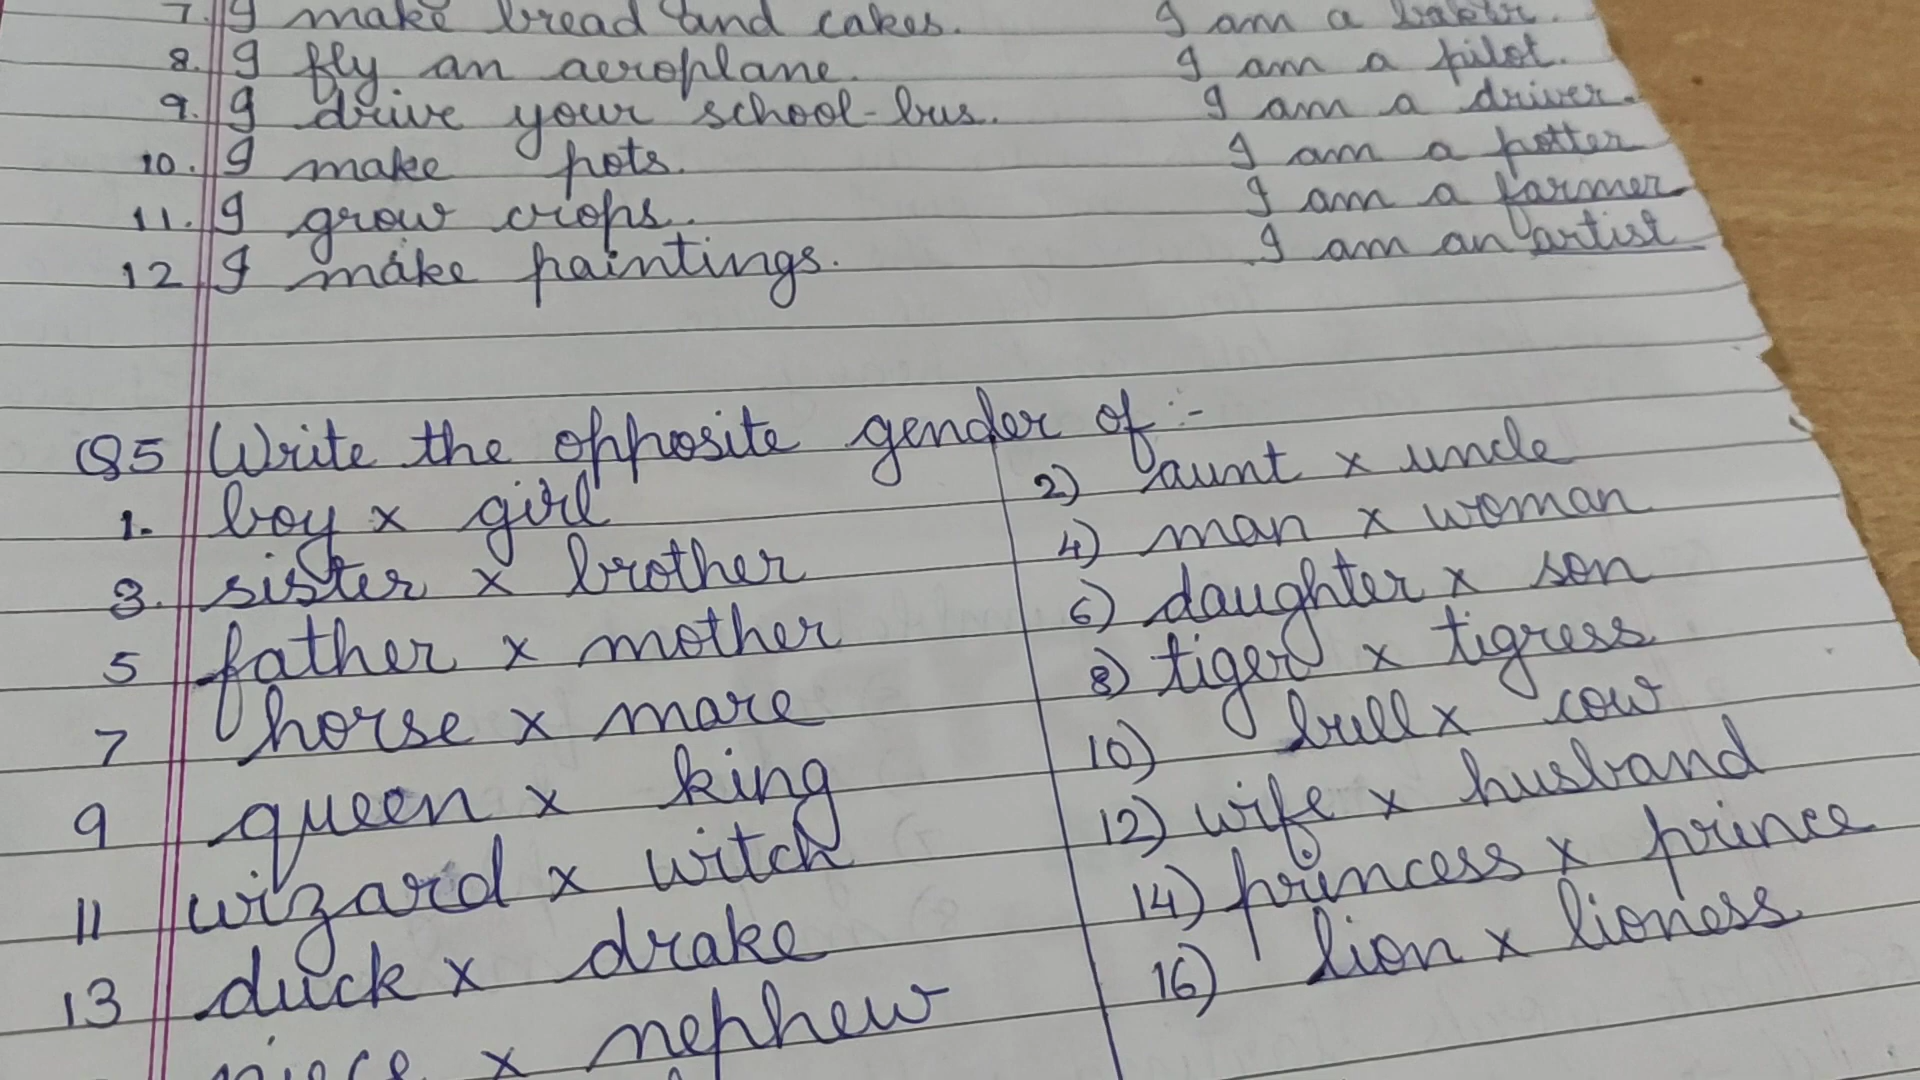 7. I make bread and cakes. I am a baker.
8. I fly an aeroplane. I am a pilot.
9. I drive your school-bus. I am a driver.
10. I make pots. I am a potter
11. I grow crops. I am a farmer
12 I make paintings. I am an artist
Q5 Write the opposite gender of :-
1. boy x girl 2) aunt x uncle
3. sister x brother 4) man x woman
5 father x mother 6) daughter x son
7 horse x mare 8) tiger x tigress
9 queen x king 10) bull x cow
11 wizard x witch 12) wife x husband
13 duck x drake 14) princess x prince
niece x nephew 16) lion x lioness